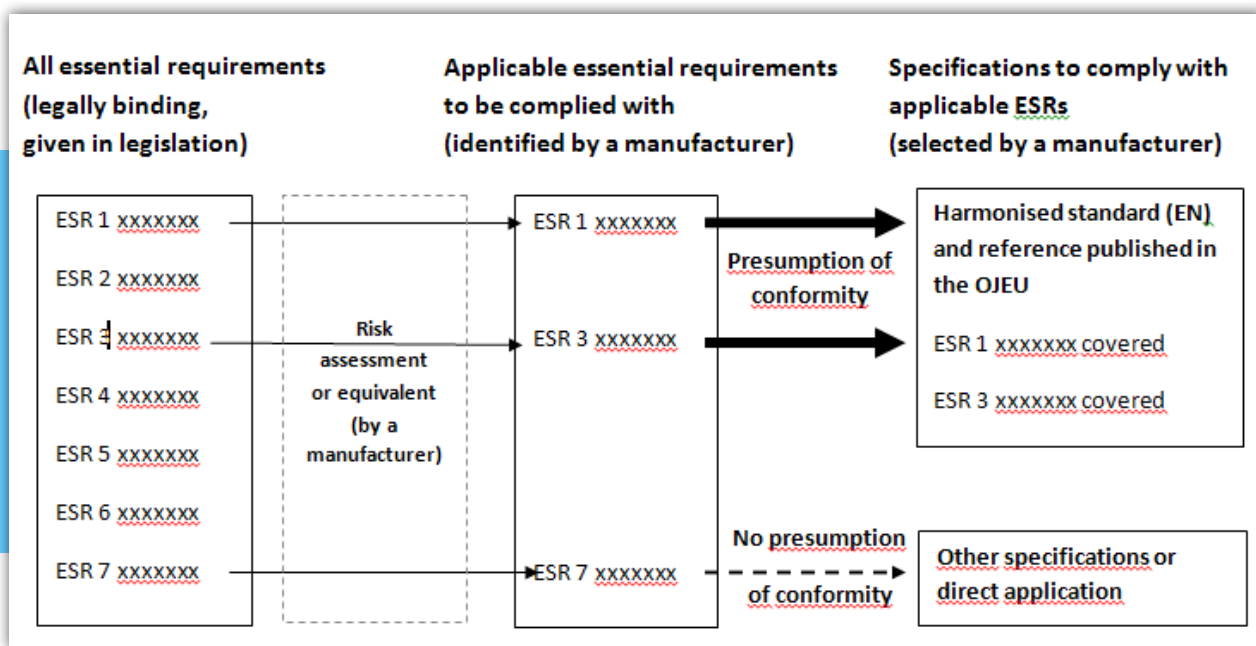 All essential requirements
(legally binding,
given in legislation)
Applicable essential requirements
to be complied with
(identified by a manufacturer)
Specifications to comply with
applicable ESRs
(selected by a manufacturer)
ESR 1 xxxxxxx
ESR 2 xxxxxxx
ESR 3 xxxxxxx
ESR 4 xxxxxxx
ESR 5 xxxxxxx
ESR 6 xxxxxxx
ESR 7 xxxxxxx
Risk
assessment
or equivalent
(by a
manufacturer)
ESR 1 xxxxxxx
ESR 3 xxxxxxx
ESR 7 xxxxxxx
Presumption of
conformity
No presumption
of conformity
Harmonised standard (EN)
and reference published in
the OJEU
ESR 1 xxxxxxx covered
ESR 3 xxxxxxx covered
Other specifications or
direct application